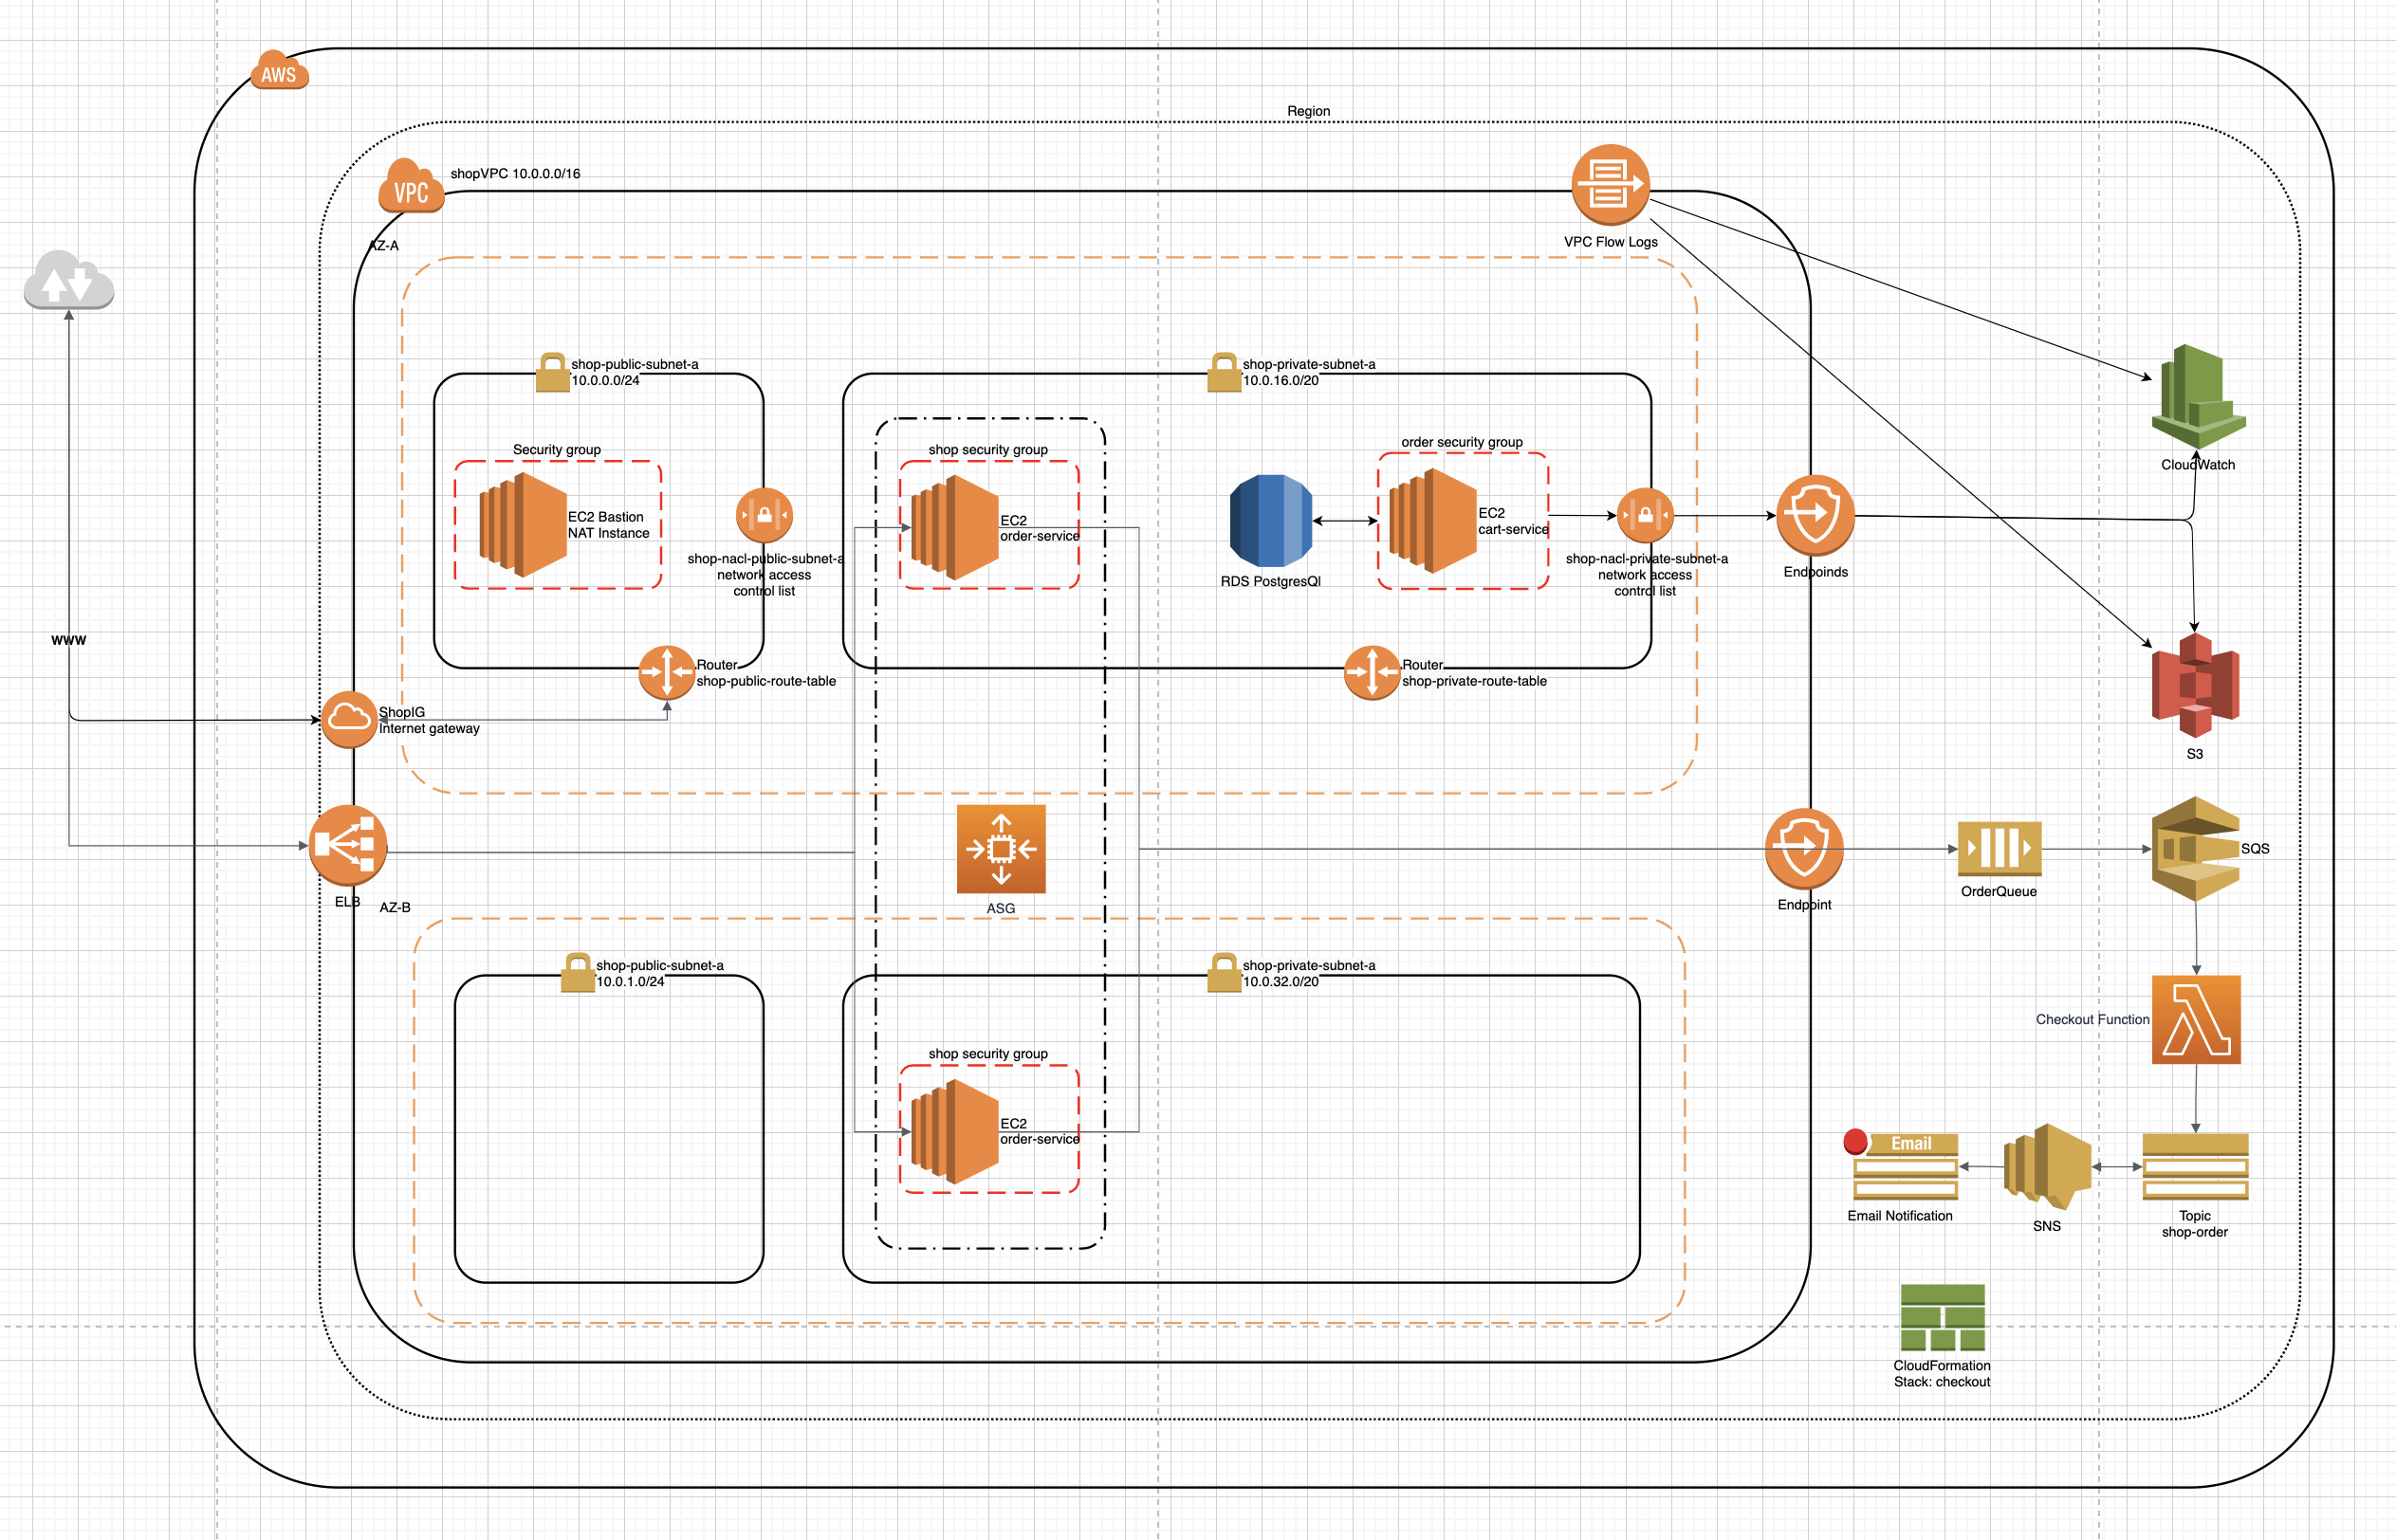 AWS
Region
VPC
shopVPC 10.0.0.0/16
AZ-A
VPC Flow Logs
shop-public-subnet-a
10.0.0.0/24
shop-private-subnet-a
10.0.16.0/20
Security group
EC2 Bastion
NAT Instance
shop-nacl-public-subnet-a
network access
control list
shop security group
EC2
order-service
RDS PostgresQl
order security group
EC2
cart-service
shop-nacl-private-subnet-a
network access
control list
Endpoinds
CloudWatch
S3
www
Router
shop-public-route-table
Router
shop-private-route-table
ShopIG
Internet gateway
ELB
AZ-B
ASG
Endpoint
OrderQueue
SQS
shop-public-subnet-a
10.0.1.0/24
shop-private-subnet-a
10.0.32.0/20
shop security group
EC2
order-service
Checkout Function
Email
Email Notification
SNS
Topic
shop-order
CloudFormation
Stack: checkout